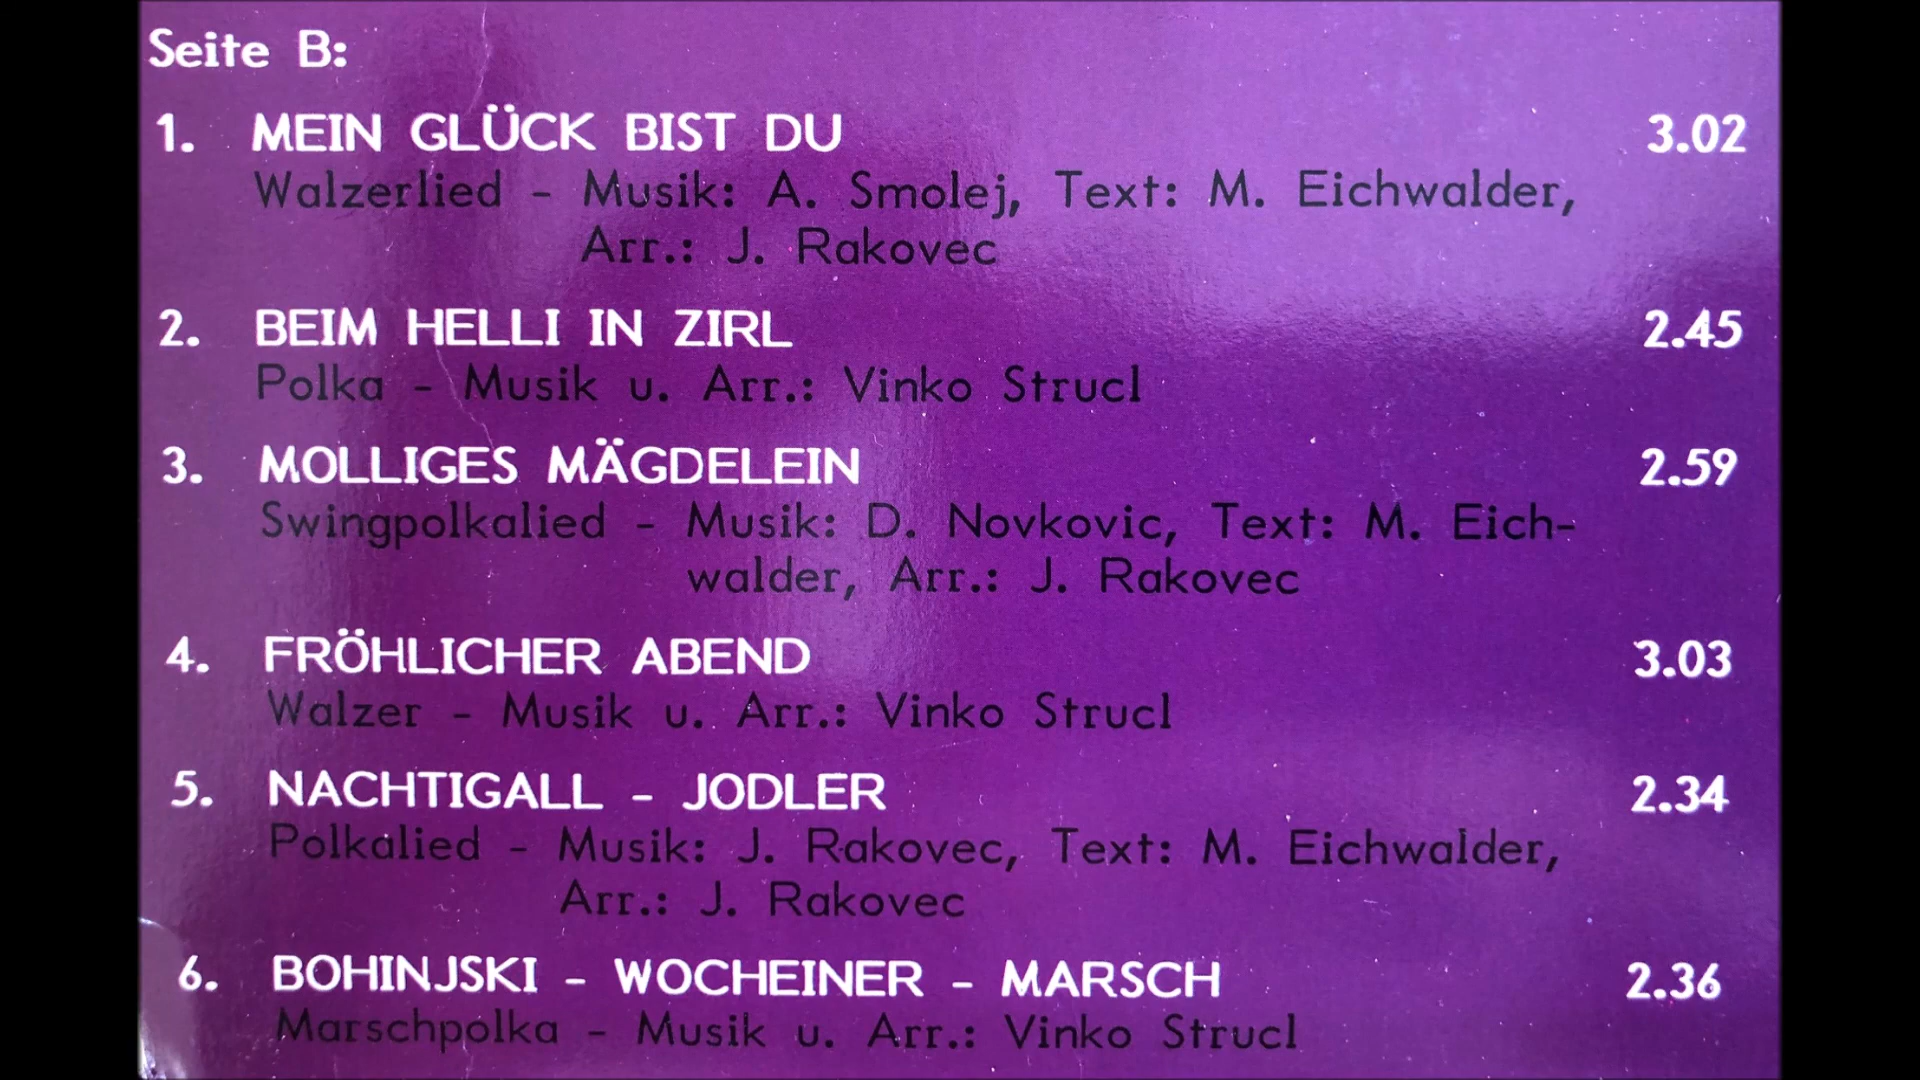 Seite B:
1. MEIN GLÜCK BIST DU 3.02
Walzerlied - Musik: A. Smolej, Text: M. Eichwalder,
Arr.: J. Rakovec
2. BEIM HELLI IN ZIRL 2.45
Polka - Musik u. Arr.: Vinko Strucl
3. MOLLIGES MÄGDELEIN 2.59
Swingpolkalied - Musik: D. Novkovic, Text: M. Eich-
walder, Arr.: J. Rakovec
4. FRÖHLICHER ABEND 3.03
Walzer - Musik u. Arr.: Vinko Strucl
5. NACHTIGALL - JODLER 2.34
Polkalied - Musik: J. Rakovec, Text: M. Eichwalder,
Arr.: J. Rakovec
6. BOHINJSKI - WOCHEINER - MARSCH 2.36
Marschpolka - Musik u. Arr.: Vinko Strucl